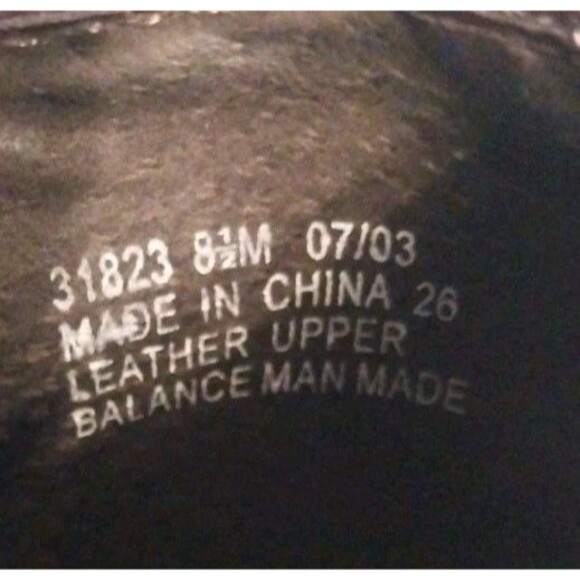 31823 8½M 07/03
MADE IN CHINA 26
LEATHER UPPER
BALANCE MAN MADE